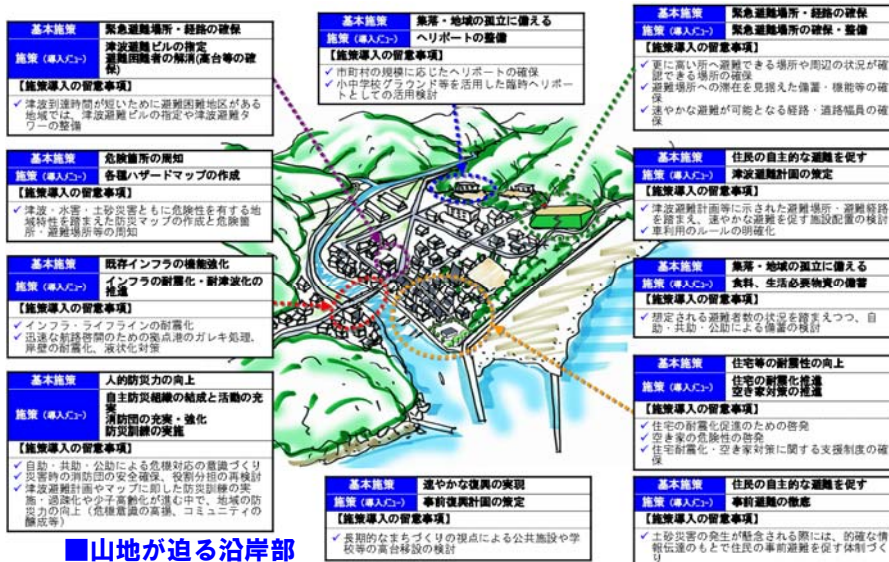 基本施策 緊急避難場所・経路の確保
施策（導入メニュー） 津波避難ビルの指定
避難困難者の解消(高台等の確
保)
【施策導入の留意事項】
✓ 津波到達時間が短いために避難困難地区がある
地域では、津波避難ビルの指定や津波避難タ
ワーの整備
基本施策 危険箇所の周知
施策（導入メニュー） 各種ハザードマップの作成
【施策導入の留意事項】
✓ 津波・水害・土砂災害ともに危険性を有する地
域特性を踏まえた防災マップの作成と危険箇
所・避難場所等の周知
基本施策 既存インフラの機能強化
施策（導入メニュー） インフラの耐震化・耐津波化の
推進
【施策導入の留意事項】
✓ インフラ・ライフラインの耐震化
✓ 迅速な航路啓開のための拠点港のガレキ処理、
岸壁の耐震化、液状化対策
基本施策 人的防災力の向上
施策（導入メニュー） 自主防災組織の結成と活動の充
実
消防団の充実・強化
防災訓練の実施
【施策導入の留意事項】
✓ 自助・共助・公助による危機対応の意識づくり
✓ 災害時の消防団の安全確保、役割分担の再検討
✓ 津波避難計画やマップに即した防災訓練の実
施・過疎化や少子高齢化が進む中で、地域の防
災力の向上（危機意識の高揚、コミュニティの
醸成等）
■山地が迫る沿岸部
基本施策 集落・地域の孤立に備える
施策（導入メニュー） ヘリポートの整備
【施策導入の留意事項】
✓ 市町村の規模に応じたヘリポートの確保
✓ 小中学校グラウンド等を活用した臨時ヘリポー
トとしての活用検討
基本施策 速やかな復興の実現
施策（導入メニュー） 事前復興計画の策定
【施策導入の留意事項】
✓ 長期的なまちづくりの視点による公共施設や学
校等の高台移設の検討
基本施策 緊急避難場所・経路の確保
施策（導入メニュー） 緊急避難場所の確保・整備
【施策導入の留意事項】
✓ 更に高い所へ避難できる場所や周辺の状況が確
認できる場所の確保
✓ 避難場所への滞在を見据えた備蓄・機能等の確
保
✓ 速やかな避難が可能となる経路・道路幅員の確
保
基本施策 住民の自主的な避難を促す
施策（導入メニュー） 津波避難計画の策定
【施策導入の留意事項】
✓ 津波避難計画等に示された避難場所・避難経路
を踏まえ、速やかな避難を促す施設配置の検討
✓ 車利用のルールの明確化
基本施策 集落・地域の孤立に備える
施策（導入メニュー） 食料、生活必要物資の備蓄
【施策導入の留意事項】
✓ 想定される避難者数の状況を踏まえつつ、自
助・共助・公助による備蓄の検討
基本施策 住宅等の耐震性の向上
施策（導入メニュー） 住宅の耐震化推進
空き家対策の推進
【施策導入の留意事項】
✓ 住宅の耐震化促進のための啓発
✓ 空き家の危険性の啓発
✓ 住宅耐震化・空き家対策に関する支援制度の確
保
基本施策 住民の自主的な避難を促す
施策（導入メニュー） 事前避難の徹底
【施策導入の留意事項】
✓ 土砂災害の発生が懸念される際には、的確な情
報伝達のもとで住民の事前避難を促す体制づく
り